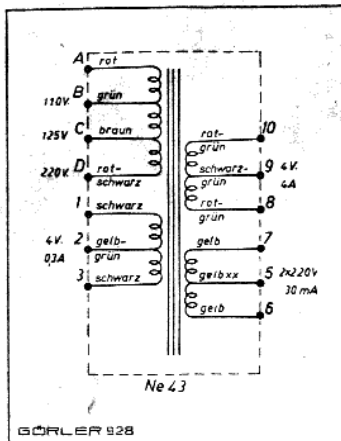 A rot
B grün
110V.
C braun
125V
D rot-
220V. schwarz
1 schwarz
2 gelb-
4V. grün
0,3A
3 schwarz
rot- 10
grün
schwarz- 9 4V.
grün 4A
rot- 8
grün
gelb 7
gelbxx 5 2x220V
30 mA
gelb 6
Ne 43
GÖRLER 928